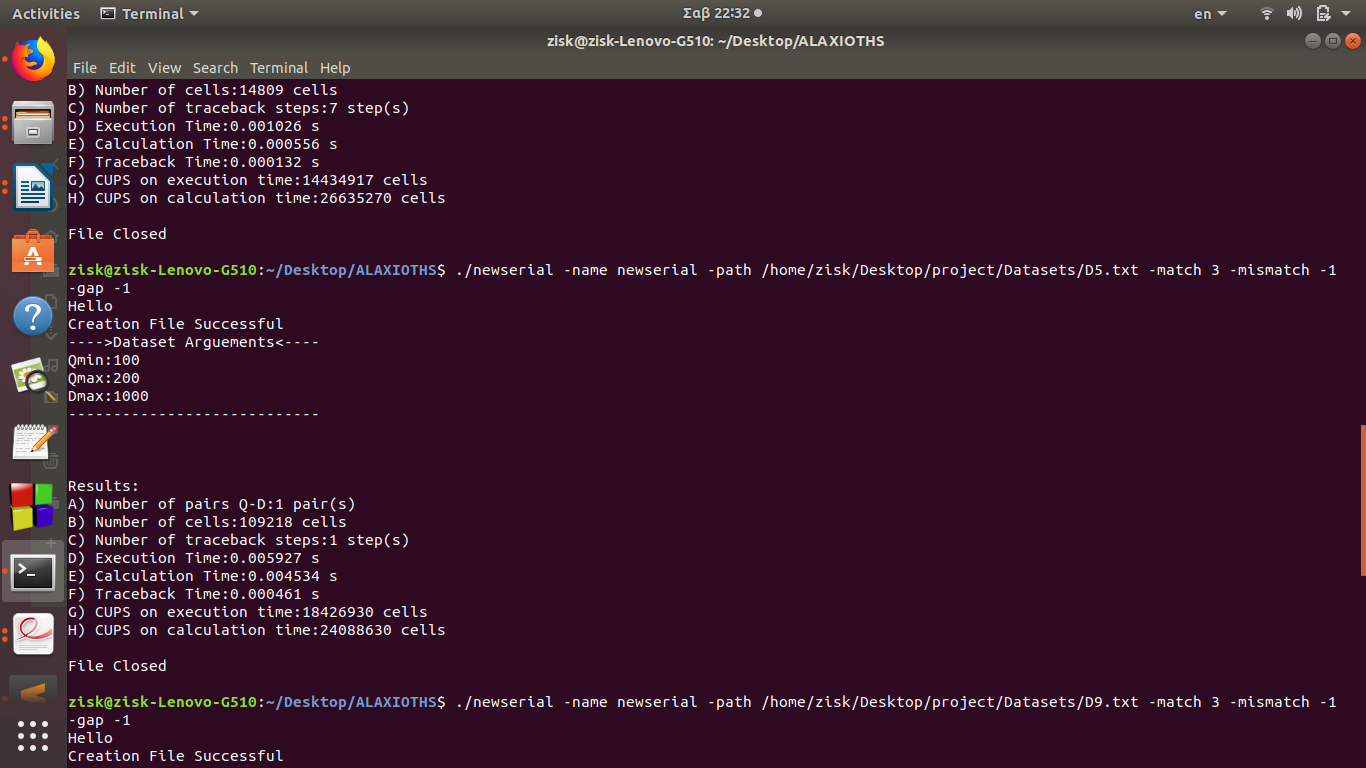 Activities Terminal Σαβ 22:32 en
zisk@zisk-Lenovo-G510: ~/Desktop/ALAXIOTHS
File Edit View Search Terminal Help
B) Number of cells:14809 cells
C) Number of traceback steps:7 step(s)
D) Execution Time:0.001026 s
E) Calculation Time:0.000556 s
F) Traceback Time:0.000132 s
G) CUPS on execution time:14434917 cells
H) CUPS on calculation time:26635270 cells
File Closed
zisk@zisk-Lenovo-G510:~/Desktop/ALAXIOTHS$ ./newserial -name newserial -path /home/zisk/Desktop/project/Datasets/D5.txt -match 3 -mismatch -1
-gap -1
Hello
Creation File Successful
---->Dataset Arguements<----
Qmin:100
Qmax:200
Dmax:1000
----------------------------
Results:
A) Number of pairs Q-D:1 pair(s)
B) Number of cells:109218 cells
C) Number of traceback steps:1 step(s)
D) Execution Time:0.005927 s
E) Calculation Time:0.004534 s
F) Traceback Time:0.000461 s
G) CUPS on execution time:18426930 cells
H) CUPS on calculation time:24088630 cells
File Closed
zisk@zisk-Lenovo-G510:~/Desktop/ALAXIOTHS$ ./newserial -name newserial -path /home/zisk/Desktop/project/Datasets/D9.txt -match 3 -mismatch -1
-gap -1
Hello
Creation File Successful